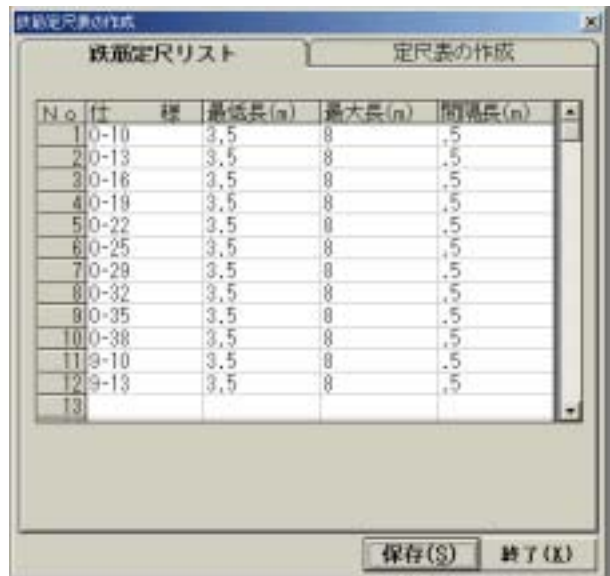 鉄筋定尺表の作成
鉄筋定尺リスト 定尺表の作成
No 仕 様 最低長(m) 最大長(m) 間隔長(m)
1 0-10 3.5 8 .5
2 0-13 3.5 8 .5
3 0-16 3.5 8 .5
4 0-19 3.5 8 .5
5 0-22 3.5 8 .5
6 0-25 3.5 8 .5
7 0-29 3.5 8 .5
8 0-32 3.5 8 .5
9 0-35 3.5 8 .5
10 0-38 3.5 8 .5
11 9-10 3.5 8 .5
12 9-13 3.5 8 .5
13
保存(S) 終了(X)